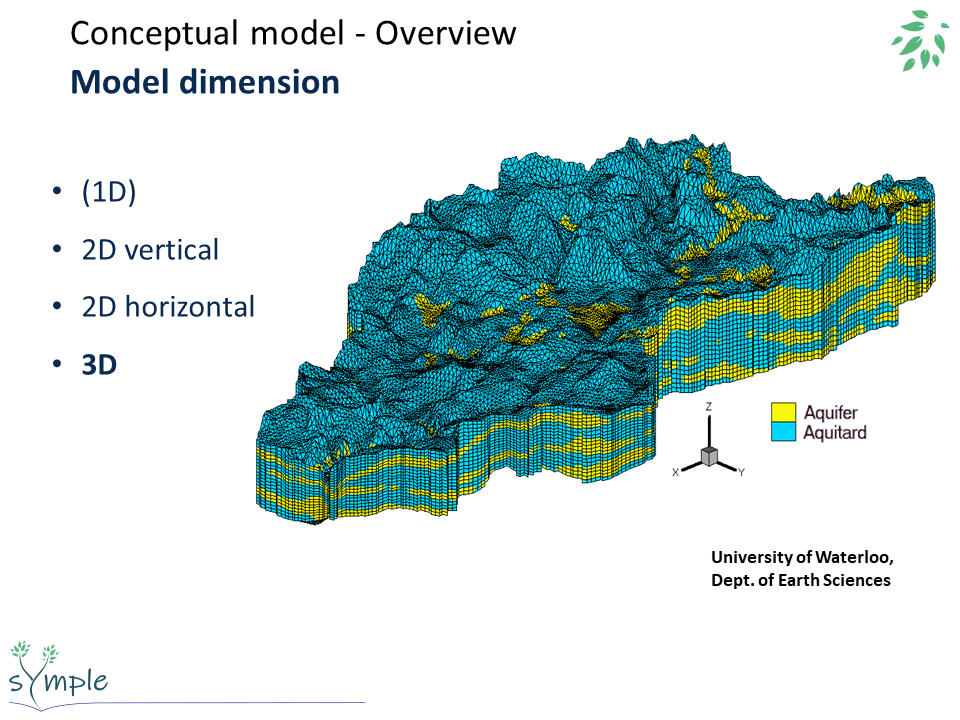 Conceptual model - Overview
Model dimension
• (1D)
• 2D vertical
• 2D horizontal
• 3D
Z
X
Y
Aquifer
Aquitard
University of Waterloo,
Dept. of Earth Sciences
sYmple